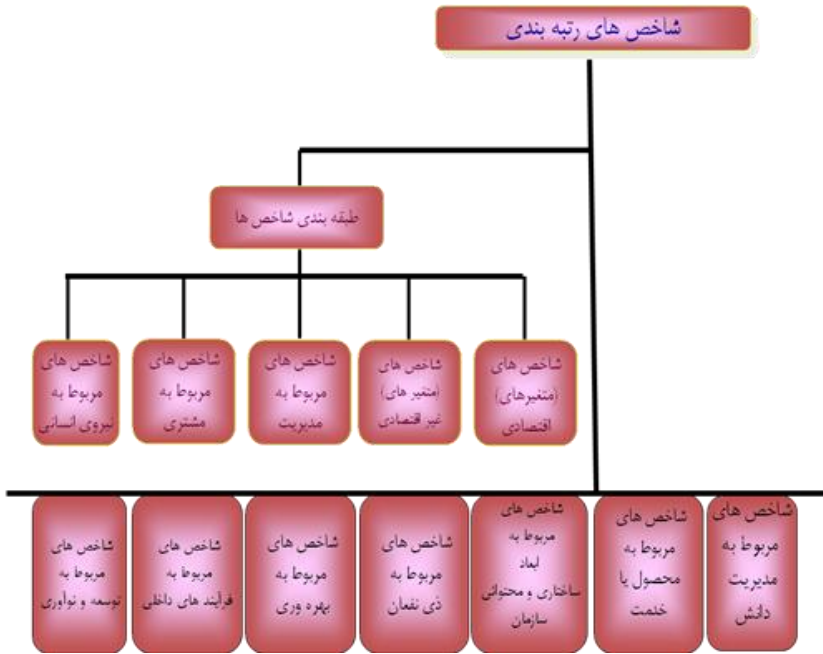 شاخص های رتبه بندی
طبقه بندی شاخص ها
شاخص های
(متغیرهای)
اقتصادی
شاخص های
(متغیر های)
غیر اقتصادی
شاخص های
مربوط به
مدیریت
شاخص های
مربوط به
مشتری
شاخص های
مربوط به
نیروی انسانی
شاخص های
مربوط به
مدیریت
دانش
شاخص های
مربوط به
محصول یا
خدمت
شاخص های
مربوط به
ابعاد
ساختاری و محتوائی
سازمان
شاخص های
مربوط به
ذی نفعان
شاخص های
مربوط به
بهره وری
شاخص های
مربوط به
فرآیند های داخلی
شاخص های
مربوط به
توسعه و نوآوری